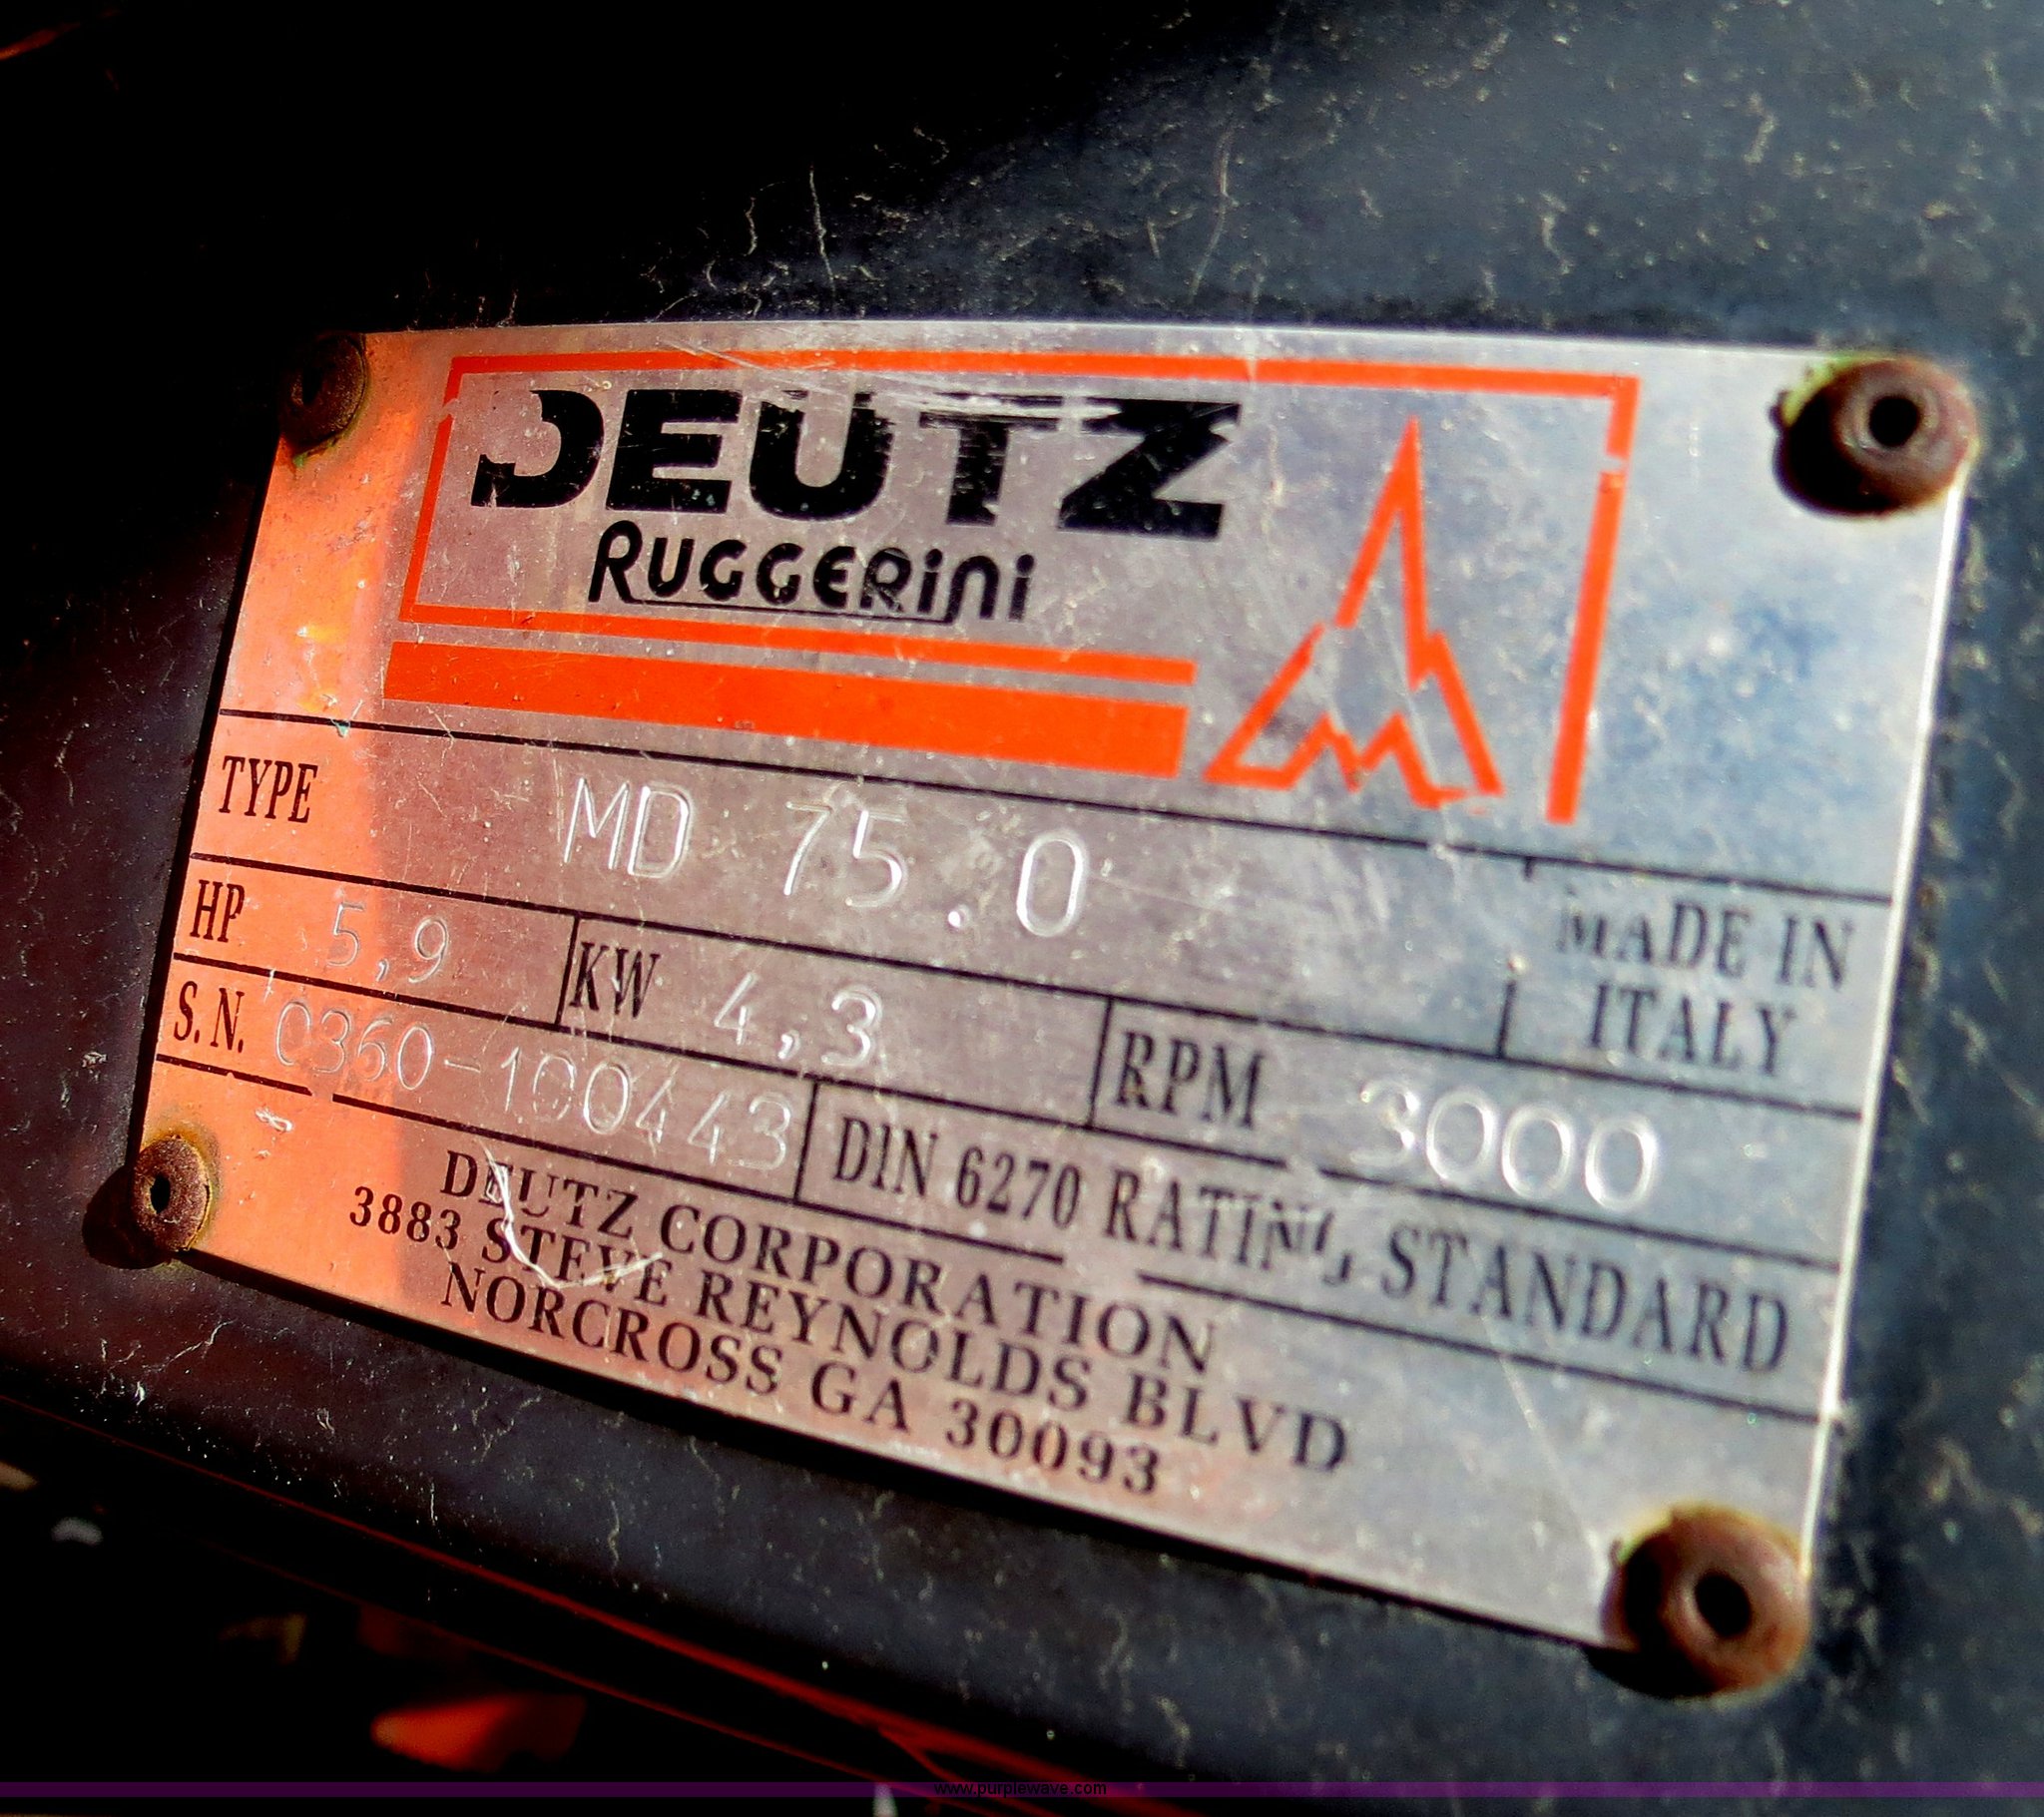 DEUTZ
RUGGERINI
TYPE MD 75.0
MADE IN
ITALY
HP 5,9 KW 4,3 RPM 3000
S.N. 0360-100443 DIN 6270 RATING STANDARD
DEUTZ CORPORATION
3883 STEVE REYNOLDS BLVD
NORCROSS GA 30093
www.purplewave.com